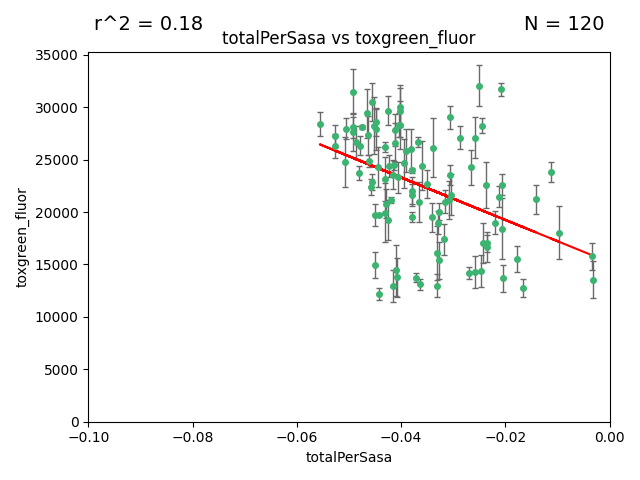 r^2 = 0.18 N = 120
totalPerSasa vs toxgreen_fluor
35000
30000
25000
20000
15000
10000
5000
0
toxgreen_fluor
−0.10 −0.08 −0.06 −0.04 −0.02 0.00
totalPerSasa